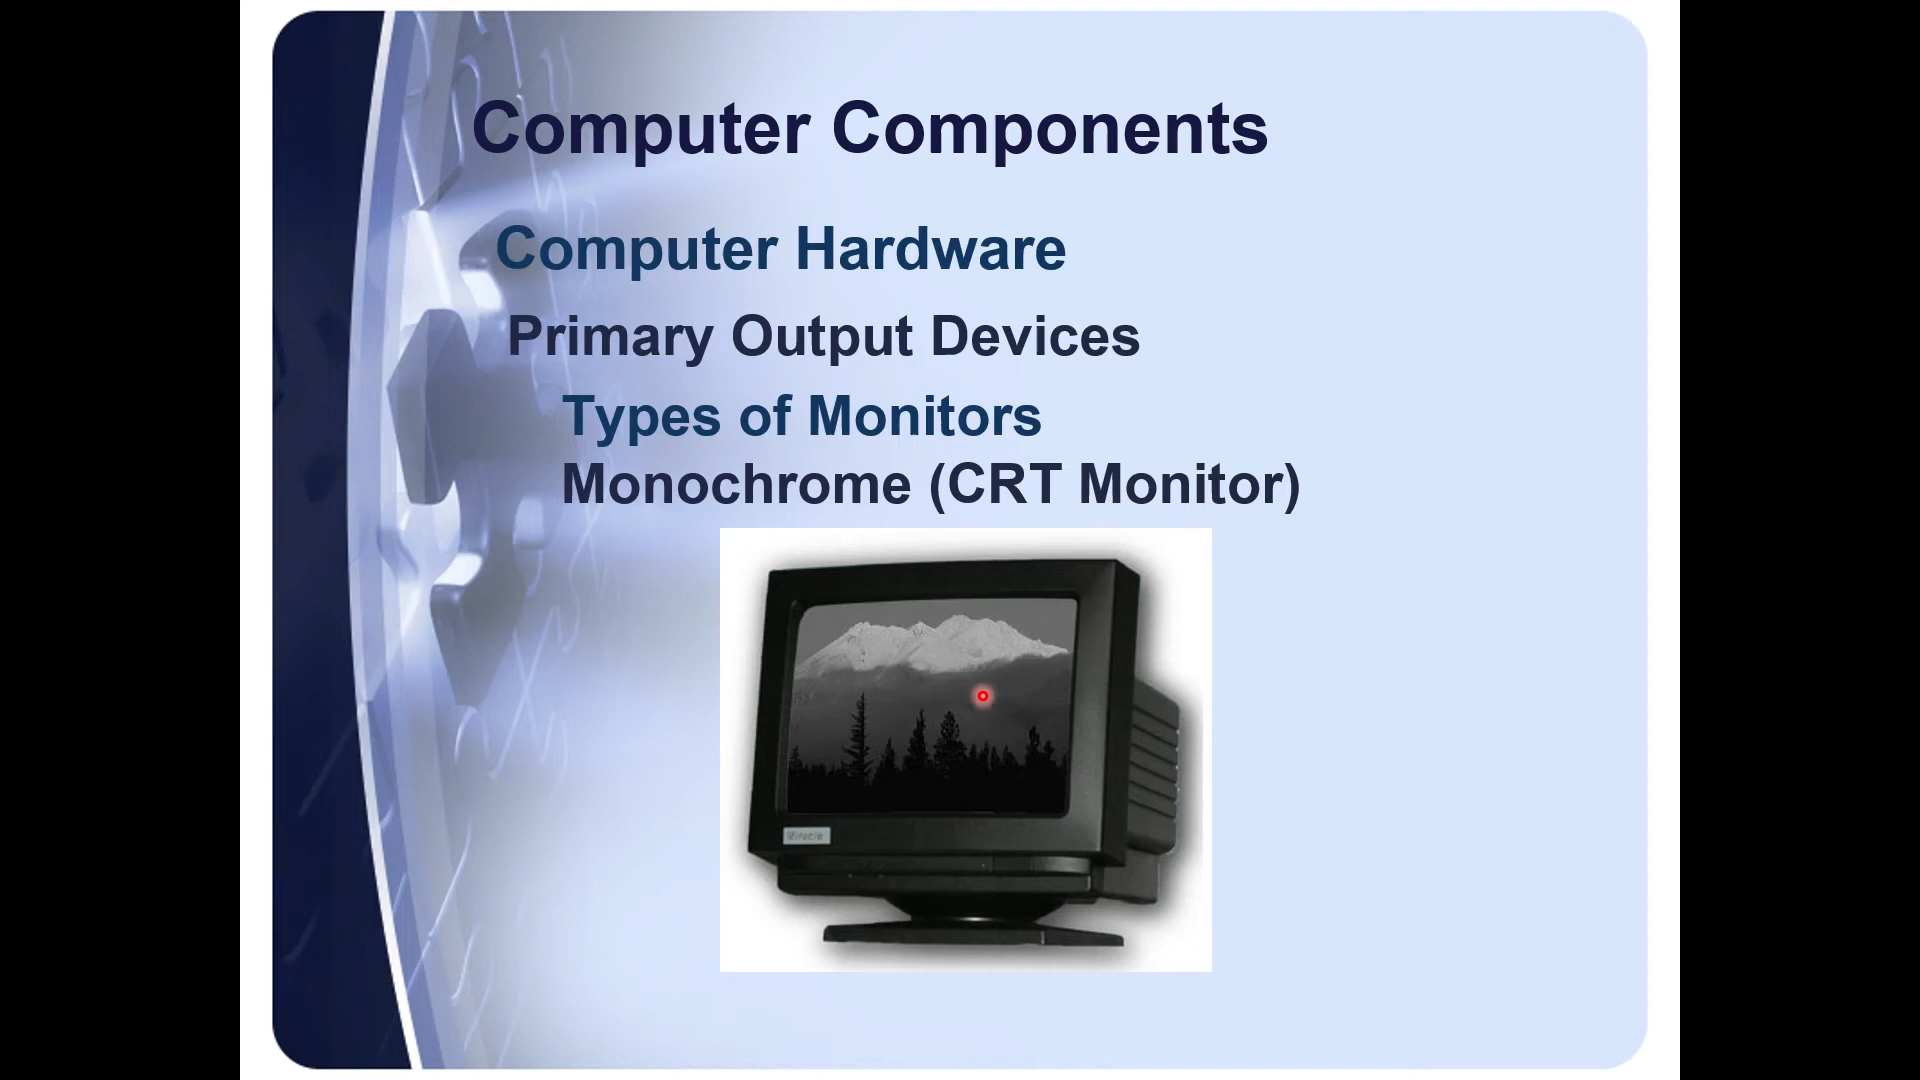 Computer Components
Computer Hardware
Primary Output Devices
Types of Monitors
Monochrome (CRT Monitor)